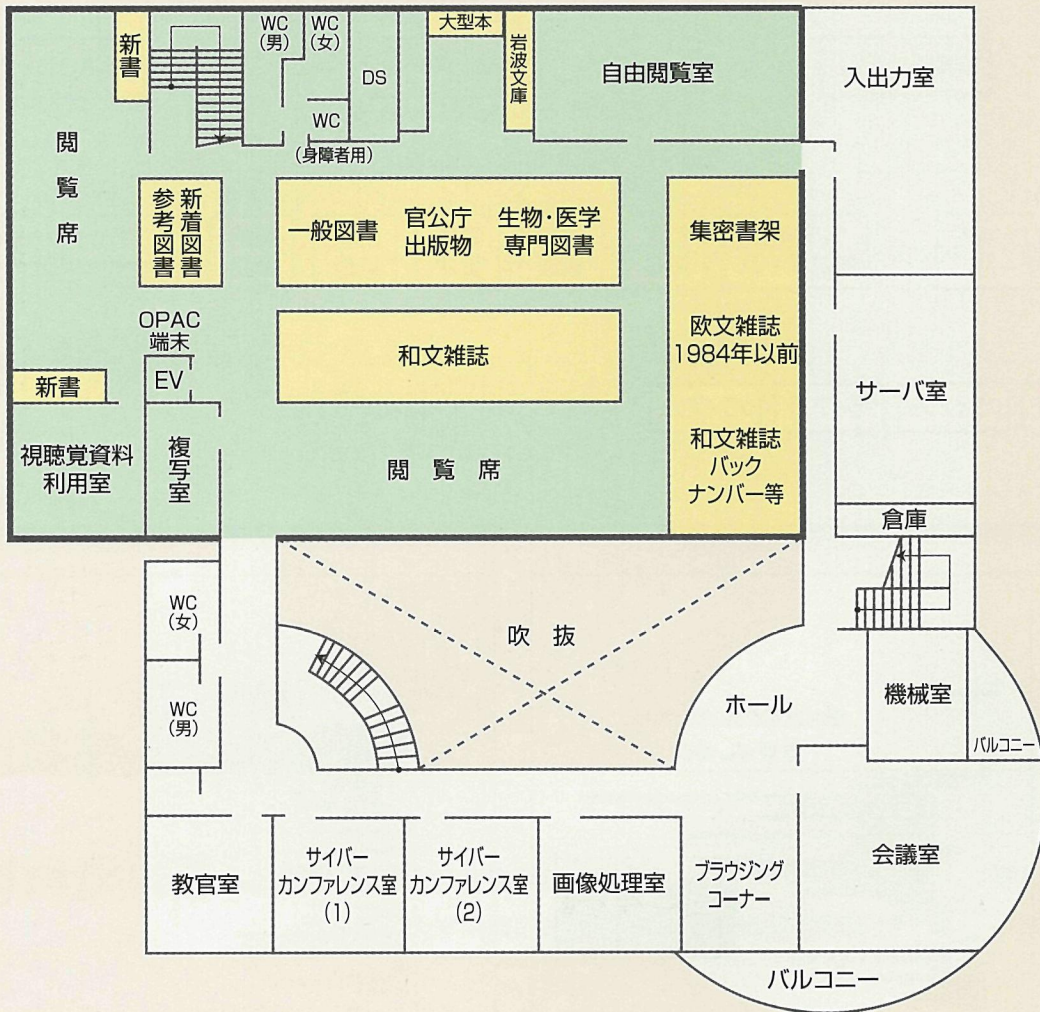 新書
WC
(男)
WC
(女)
DS
大型本
岩波文庫
自由閲覧室
入出力室
閲覧席
WC
(身障者用)
新着図書
参考図書
一般図書
官公庁
出版物
生物・医学
専門図書
集密書架
OPAC
端末
欧文雑誌
1984年以前
和文雑誌
EV
新書
サーバ室
視聴覚資料
利用室
複写室
閲覧席
和文雑誌
バック
ナンバー等
倉庫
WC
(女)
吹抜
WC
(男)
ホール
機械室
バルコニー
教官室
サイバー
カンファレンス室
(1)
サイバー
カンファレンス室
(2)
画像処理室
ブラウジング
コーナー
会議室
バルコニー